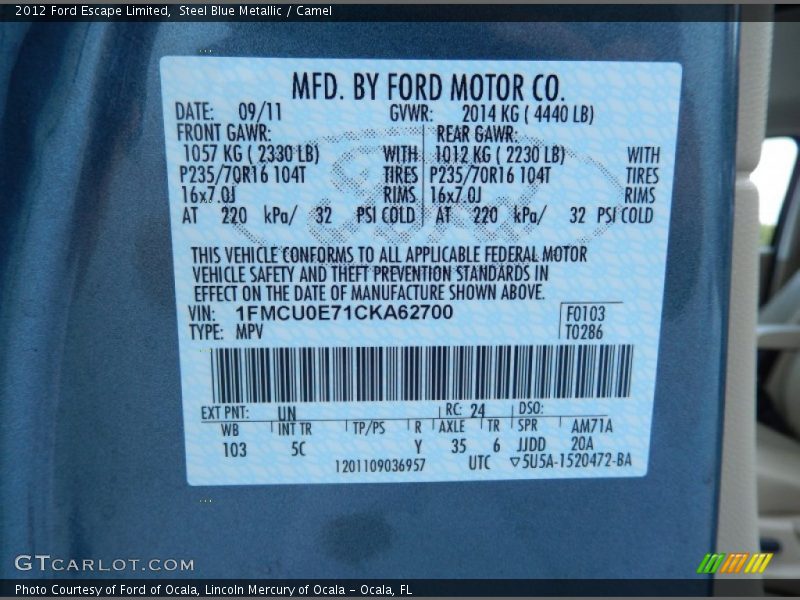 2012 Ford Escape Limited, Steel Blue Metallic / Camel
MFD. BY FORD MOTOR CO.
DATE: 09/11 GVWR: 2014 KG ( 4440 LB)
FRONT GAWR: REAR GAWR:
1057 KG ( 2330 LB) WITH 1012 KG ( 2230 LB) WITH
P235/70R16 104T TIRES P235/70R16 104T TIRES
16x7.0J RIMS 16x7.0J RIMS
AT 220 kPa/ 32 PSI COLD AT 220 kPa/ 32 PSI COLD
THIS VEHICLE CONFORMS TO ALL APPLICABLE FEDERAL MOTOR
VEHICLE SAFETY AND THEFT PREVENTION STANDARDS IN
EFFECT ON THE DATE OF MANUFACTURE SHOWN ABOVE.
VIN: 1FMCU0E71CKA62700 F0103
TYPE: MPV T0286
EXT PNT: UN RC: 24 DSO:
WB INT TR TP/PS R AXLE TR SPR AM71A
103 5C Y 35 6 JJDD 20A
1201109036957 UTC ▽5U5A-1520472-BA
GTCARLOT.COM
Photo Courtesy of Ford of Ocala, Lincoln Mercury of Ocala - Ocala, FL